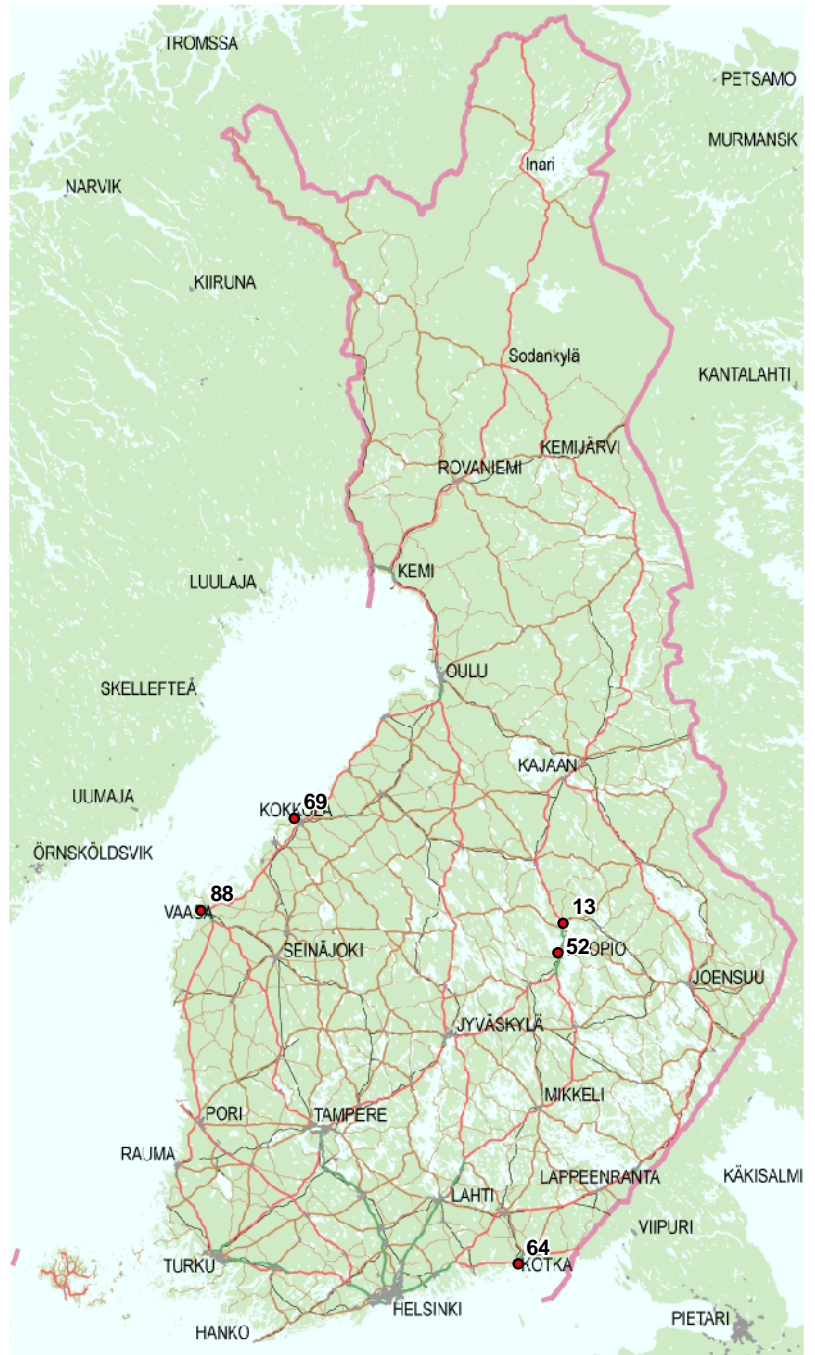 TROMSSA
PETSAMO
MURMANSK
Inari
NARVIK
KIIRUNA
Sodankylä
KANTALAHTI
KEMIJÄRVI
ROVANIEMI
KEMI
LUULAJA
OULU
SKELLEFTEÅ
KAJAAN
UUMAJA
69
KOKKOLA
ÖRNSKÖLDSVIK
88
VAASA
13
SEINÄJOKI
52 OPIO
JOENSUU
JYVÄSKYLÄ
MIKKELI
PORI
TAMPERE
RAUMA
LAPPEENRANTA
KÄKISALMI
LAHTI
VIIPURI
64
TURKU
KOTKA
HELSINKI
PIETARI
HANKO